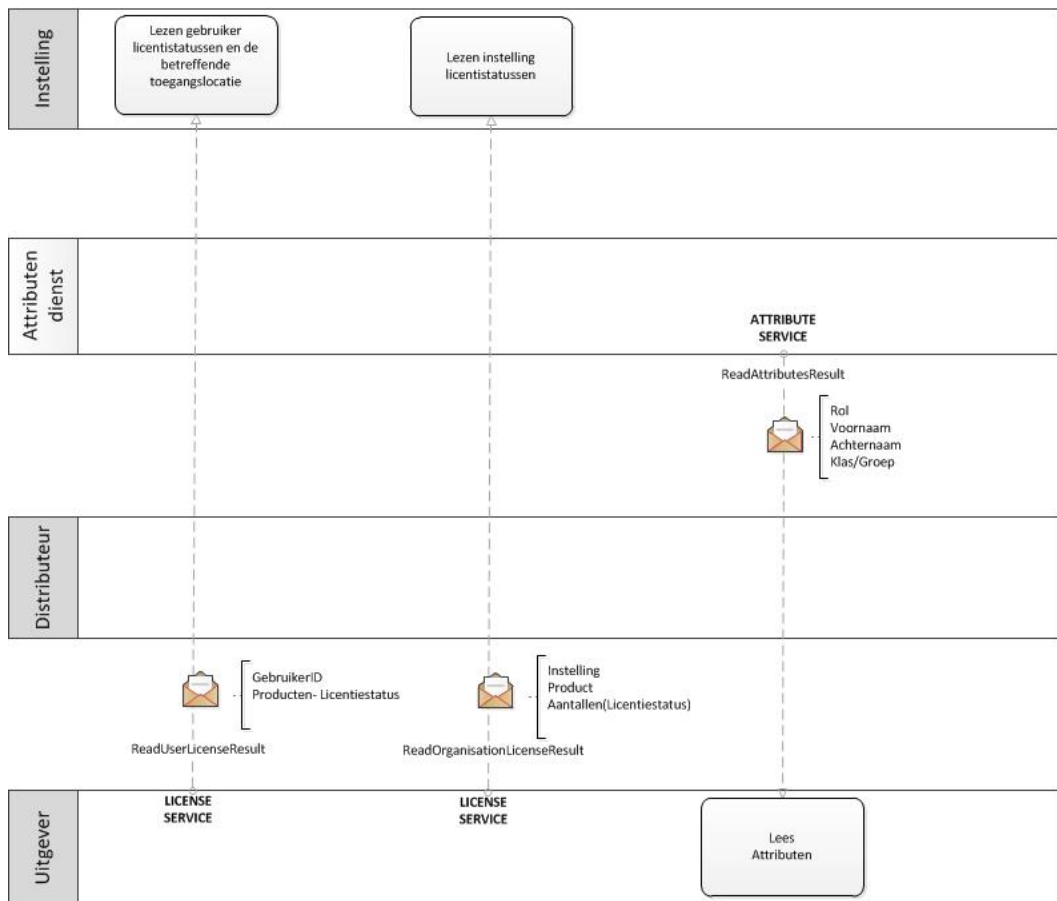 Instelling
Lezen gebruiker
licentistatussen en de
betreffende
toegangslocatie
Lezen instelling
licentistatussen
Attributen
dienst
ATTRIBUTE
SERVICE
ReadAttributesResult
Rol
Voornaam
Achternaam
Klas/Groep
Distributeur
GebruikerID
Producten- Licentiestatus
ReadUserLicenseResult
Instelling
Product
Aantallen(Licentiestatus)
ReadOrganisationLicenseResult
Uitgever
LICENSE
SERVICE
LICENSE
SERVICE
Lees
Attributen